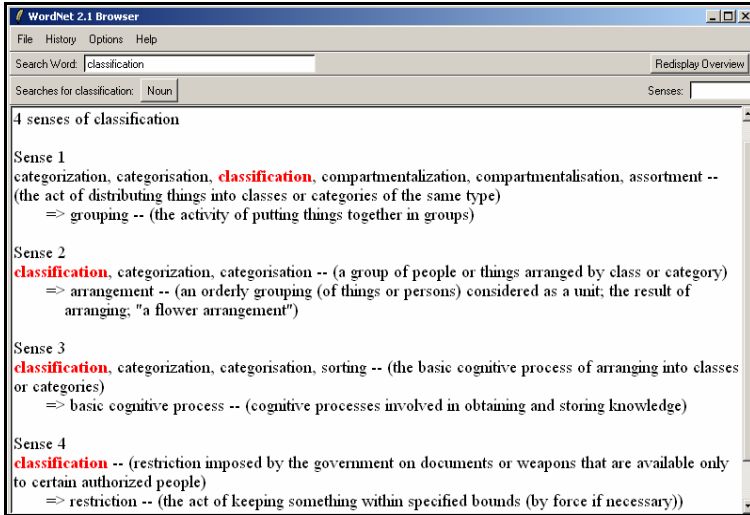 WordNet 2.1 Browser
File History Options Help
Search Word: classification Redisplay Overview
Searches for classification: Noun Senses:
4 senses of classification
Sense 1
categorization, categorisation, classification, compartmentalization, compartmentalisation, assortment --
(the act of distributing things into classes or categories of the same type)
=> grouping -- (the activity of putting things together in groups)
Sense 2
classification, categorization, categorisation -- (a group of people or things arranged by class or category)
=> arrangement -- (an orderly grouping (of things or persons) considered as a unit; the result of
arranging; "a flower arrangement")
Sense 3
classification, categorization, categorisation, sorting -- (the basic cognitive process of arranging into classes
or categories)
=> basic cognitive process -- (cognitive processes involved in obtaining and storing knowledge)
Sense 4
classification -- (restriction imposed by the government on documents or weapons that are available only
to certain authorized people)
=> restriction -- (the act of keeping something within specified bounds (by force if necessary))